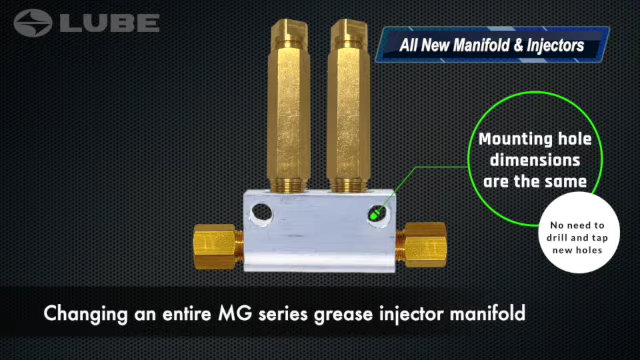 LUBE
All New Manifold & Injectors
Mounting hole
dimensions
are the same
No need to
drill and tap
new holes
Changing an entire MG series grease injector manifold